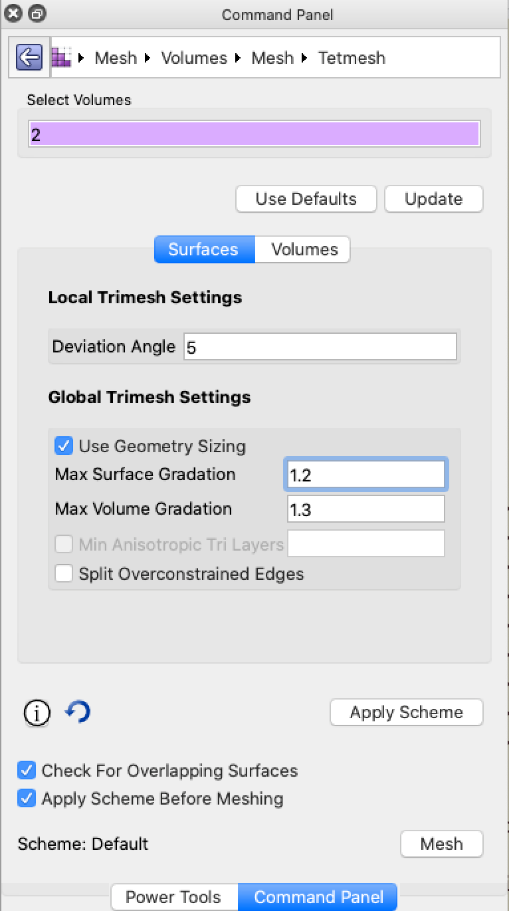 Command Panel
Mesh Volumes Mesh Tetmesh
Select Volumes
2
Use Defaults Update
Surfaces Volumes
Local Trimesh Settings
Deviation Angle 5
Global Trimesh Settings
Use Geometry Sizing
Max Surface Gradation 1.2
Max Volume Gradation 1.3
Min Anisotropic Tri Layers
Split Overconstrained Edges
Apply Scheme
Check For Overlapping Surfaces
Apply Scheme Before Meshing
Scheme: Default Mesh
Power Tools Command Panel